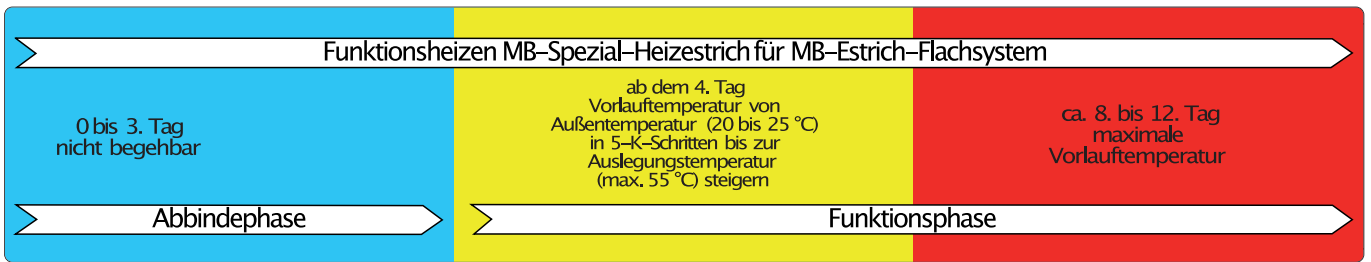 Funktionsheizen MB–Spezial–Heizestrich für MB–Estrich–Flachsystem
0 bis 3. Tag
nicht begehbar
ab dem 4. Tag
Vorlauftemperatur von
Außentemperatur (20 bis 25 °C)
in 5–K–Schritten bis zur
Auslegungstemperatur
(max. 55 °C) steigern
ca. 8. bis 12. Tag
maximale
Vorlauftemperatur
Abbindephase
Funktionsphase